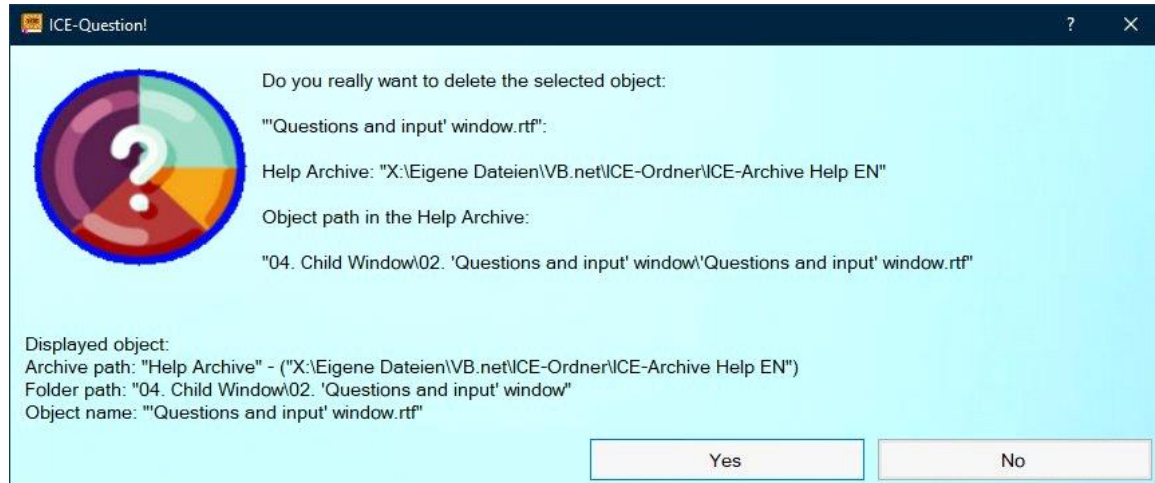 ICE-Question!
Do you really want to delete the selected object:
"'Questions and input' window.rtf":
Help Archive: "X:\Eigene Dateien\VB.net\ICE-Ordner\ICE-Archive Help EN"
Object path in the Help Archive:
"04. Child Window\02. 'Questions and input' window\'Questions and input' window.rtf"
Displayed object:
Archive path: "Help Archive" - ("X:\Eigene Dateien\VB.net\ICE-Ordner\ICE-Archive Help EN")
Folder path: "04. Child Window\02. 'Questions and input' window"
Object name: "'Questions and input' window.rtf"
Yes
No